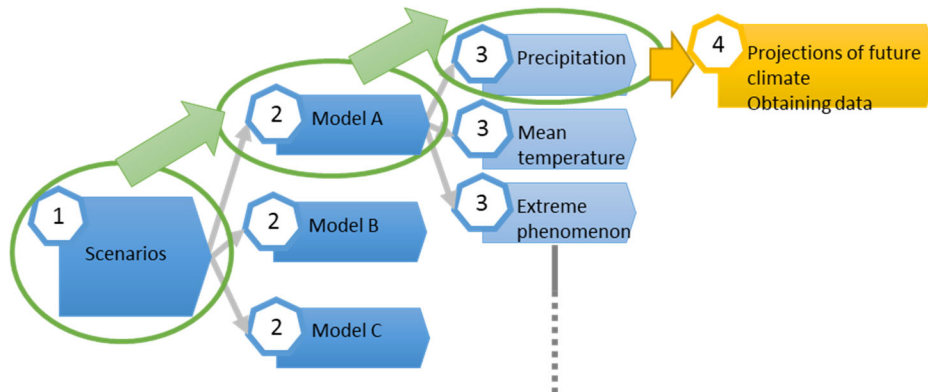 1
Scenarios
2
Model A
2
Model B
2
Model C
3
Precipitation
3
Mean
temperature
3
Extreme
phenomenon
4
Projections of future
climate
Obtaining data